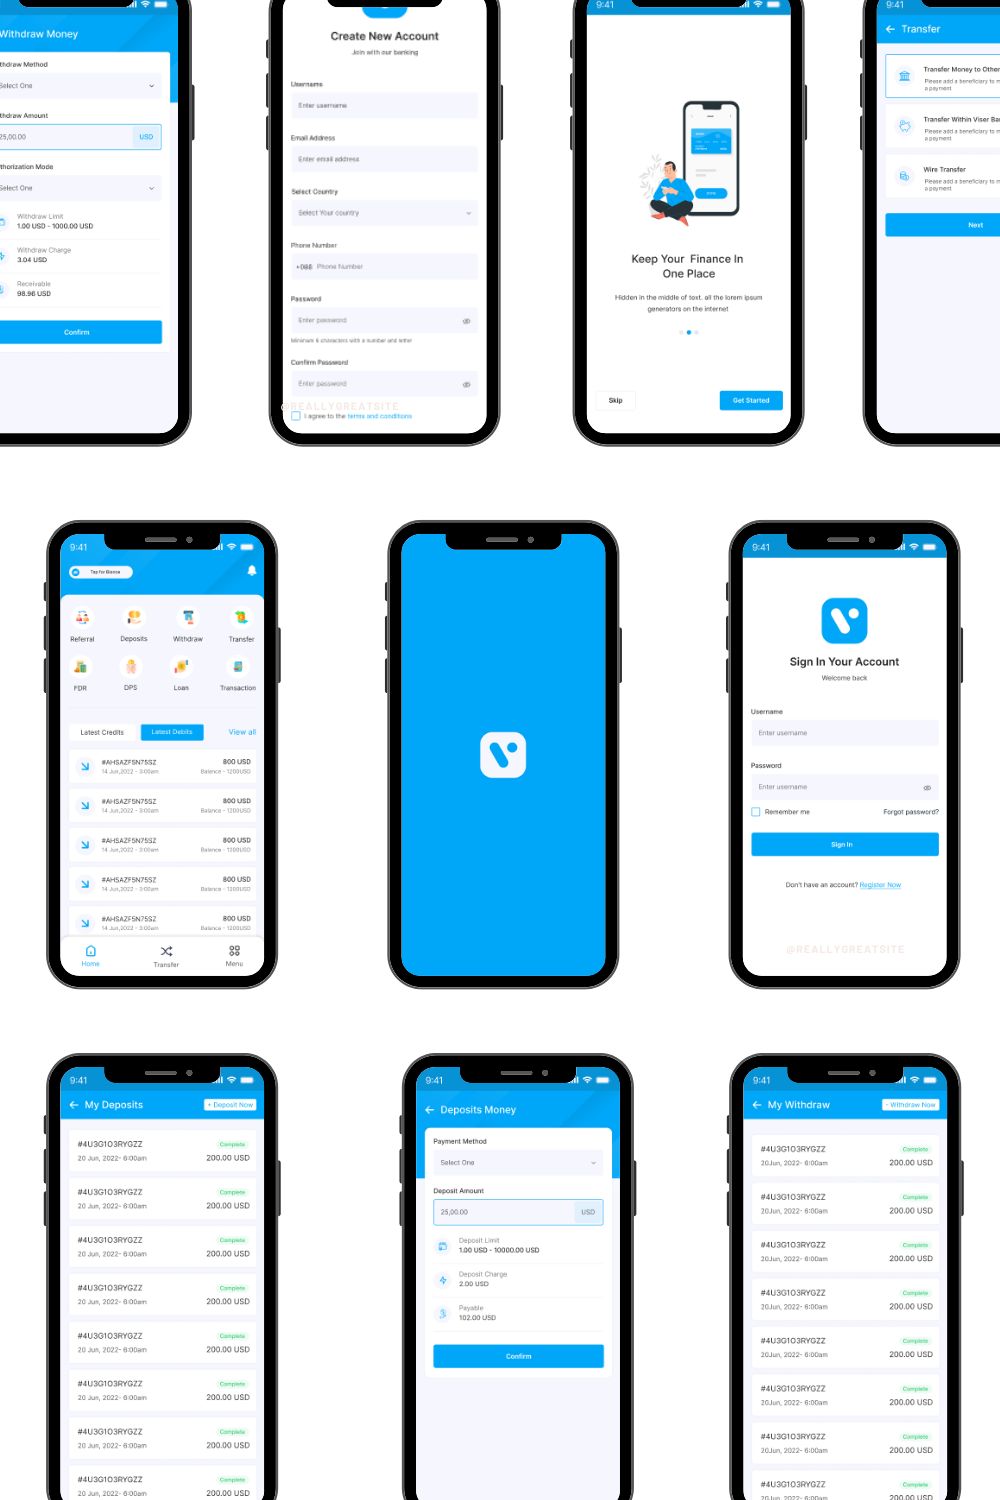 Withdraw Money
thdraw Method
Select One
thdraw Amount
25,00.00
USD
thorization Mode
Select One
Withdraw Limit
1.00 USD - 1000.00 USD
Withdraw Charge
3.04 USD
Receivable
98.96 USD
Confirm
Create New Account
Join with our banking
Username
Enter username
Email Address
Enter email address
Select Country
Select Your country
Phone Number
+088 Phone Number
Password
Enter password
Minimum 6 characters with a number and letter
Confirm Password
Enter password
@REALLYGREATSITE
I agree to the terms and conditions
9:41
Keep Your Finance In
One Place
Hidden in the middle of text. all the lorem ipsum
generators on the internet
Skip
Get Started
9:41
Transfer
Transfer Money to Other
Please add a beneficiary to m
a payment
Transfer Within Viser Ba
Please add a beneficiary to m
a payment
Wire Transfer
Please add a beneficiary to m
a payment
Next
9:41
Tap for Blance
Referral
Deposits
Withdraw
Transfer
FDR
DPS
Loan
Transaction
Latest Credits
Latest Debits
View all
#AHSAZF5N75SZ
800 USD
14 Jun,2022 - 3:00am
Balance - 1200USD
#AHSAZF5N75SZ
800 USD
14 Jun,2022 - 3:00am
Balance - 1200USD
#AHSAZF5N75SZ
800 USD
14 Jun,2022 - 3:00am
Balance - 1200USD
#AHSAZF5N75SZ
800 USD
14 Jun,2022 - 3:00am
Balance - 1200USD
#AHSAZF5N75SZ
800 USD
14 Jun,2022 - 3:00am
Balance - 1200USD
Home
Transfer
Menu
9:41
Sign In Your Account
Welcome back
Username
Enter username
Password
Enter username
Remember me
Forgot password?
Sign In
Don't have an account? Register Now
@REALLYGREATSITE
9:41
My Deposits
+ Deposit Now
#4U3G1O3RYGZZ
Complete
20 Jun, 2022- 6:00am
200.00 USD
#4U3G1O3RYGZZ
Complete
20 Jun, 2022- 6:00am
200.00 USD
#4U3G1O3RYGZZ
Complete
20 Jun, 2022- 6:00am
200.00 USD
#4U3G1O3RYGZZ
Complete
20 Jun, 2022- 6:00am
200.00 USD
#4U3G1O3RYGZZ
Complete
20 Jun, 2022- 6:00am
200.00 USD
#4U3G1O3RYGZZ
Complete
20 Jun, 2022- 6:00am
200.00 USD
#4U3G1O3RYGZZ
Complete
20 Jun, 2022- 6:00am
200.00 USD
#4U3G1O3RYGZZ
Complete
20 Jun, 2022- 6:00am
200.00 USD
9:41
Deposits Money
Payment Method
Select One
Deposit Amount
25,00.00
USD
Deposit Limit
1.00 USD - 10000.00 USD
Deposit Charge
2.00 USD
Payable
102.00 USD
Confirm
9:41
My Withdraw
- Withdraw Now
#4U3G1O3RYGZZ
Complete
20Jun, 2022- 6:00am
200.00 USD
#4U3G1O3RYGZZ
Complete
20Jun, 2022- 6:00am
200.00 USD
#4U3G1O3RYGZZ
Complete
20Jun, 2022- 6:00am
200.00 USD
#4U3G1O3RYGZZ
Complete
20Jun, 2022- 6:00am
200.00 USD
#4U3G1O3RYGZZ
Complete
20Jun, 2022- 6:00am
200.00 USD
#4U3G1O3RYGZZ
Complete
20Jun, 2022- 6:00am
200.00 USD
#4U3G1O3RYGZZ
Complete
20Jun, 2022- 6:00am
200.00 USD
#4U3G1O3RYGZZ
Complete